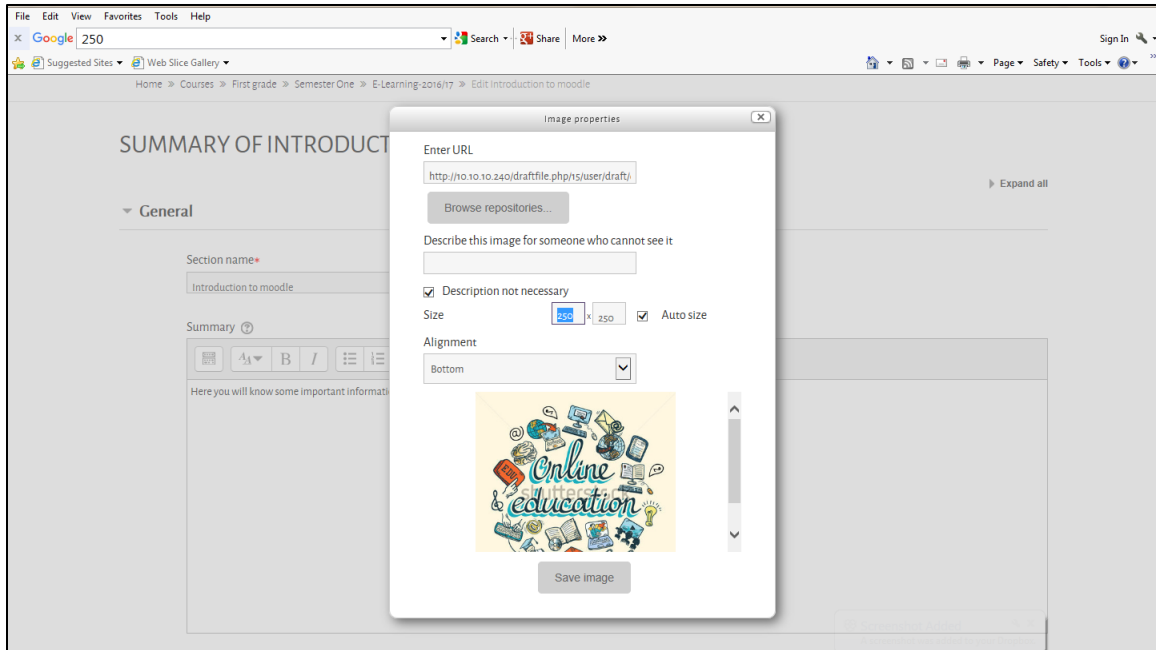 File Edit View Favorites Tools Help
x Google 250 Search Share More »
Sign In
Suggested Sites Web Slice Gallery Page Safety Tools
Home » Courses » First grade » Semester One » E-Learning-2016/17 » Edit Introduction to moodle
Image properties
SUMMARY OF INTRODUCT
Enter URL
http://10.10.10.240/draftfile.php/15/user/draft/
Expand all
Browse repositories...
General
Describe this image for someone who cannot see it
Section name*
Introduction to moodle
Description not necessary
Size 250 x 250 Auto size
Summary
Alignment
Bottom
B I
Here you will know some important informati
Online
shutterstock
education
EDU
Save image